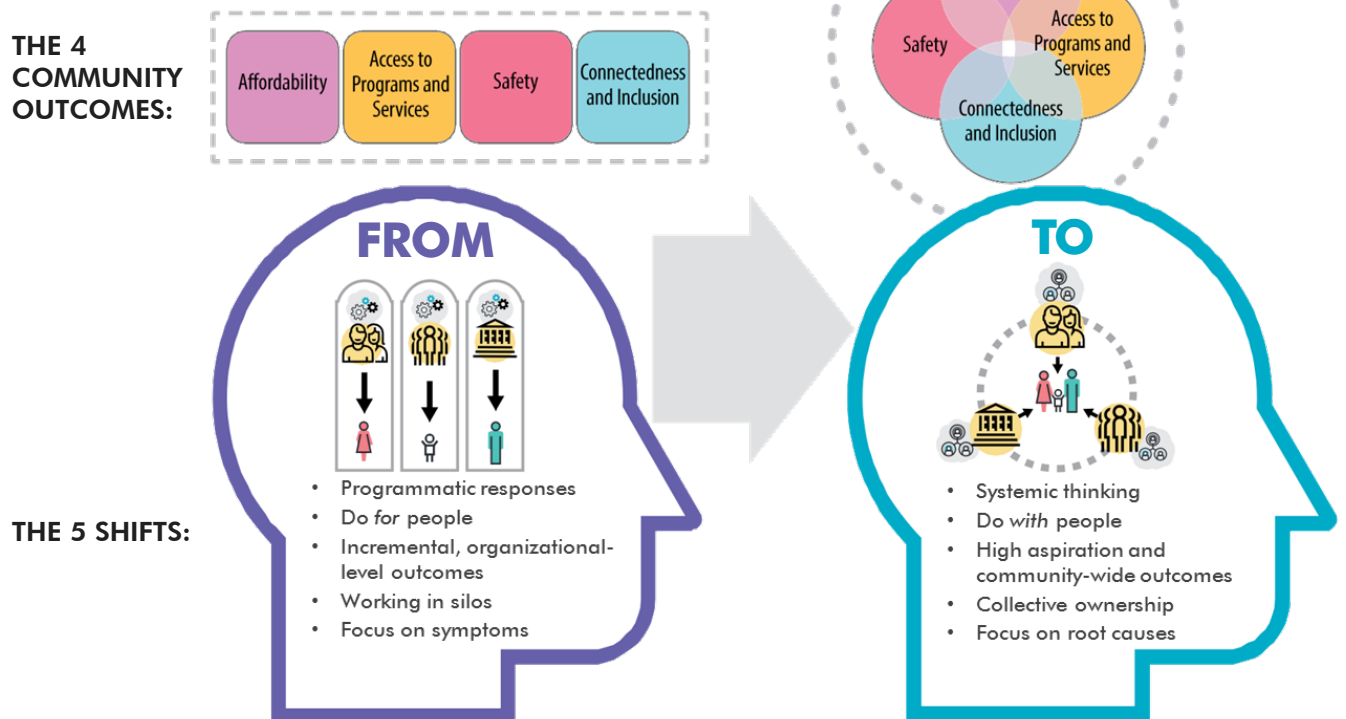 THE 4
COMMUNITY
OUTCOMES:
Affordability
Access to
Programs and
Services
Safety
Connectedness
and Inclusion
Safety
Access to
Programs and
Services
Connectedness
and Inclusion
FROM
TO
THE 5 SHIFTS:
• Programmatic responses
• Do for people
• Incremental, organizational-
level outcomes
• Working in silos
• Focus on symptoms
• Systemic thinking
• Do with people
• High aspiration and
community-wide outcomes
• Collective ownership
• Focus on root causes